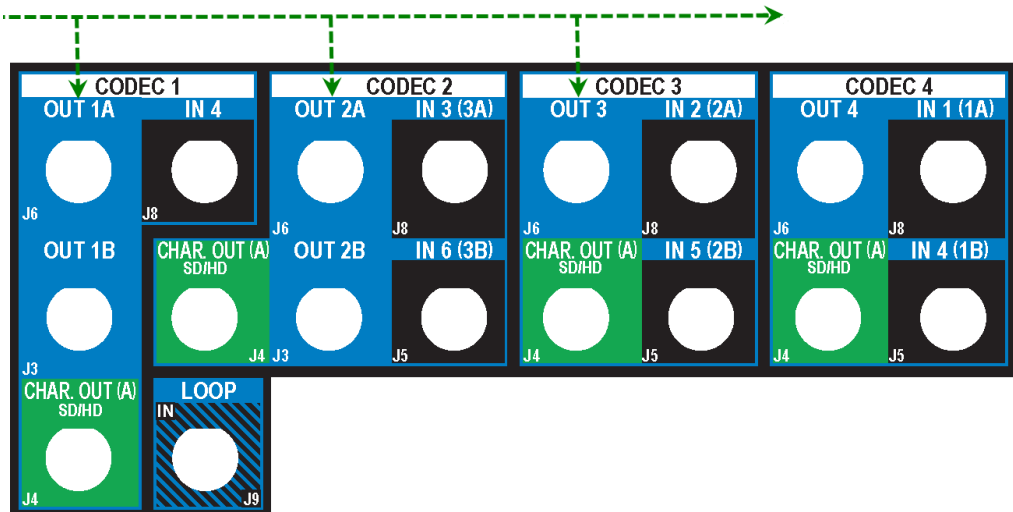 CODEC 1 CODEC 2 CODEC 3 CODEC 4
OUT 1A IN 4 OUT 2A IN 3 (3A) OUT 3 IN 2 (2A) OUT 4 IN 1 (1A)
J6 J8 J6 J8 J6 J8 J6 J8
OUT 1B CHAR. OUT (A) OUT 2B IN 6 (3B) CHAR. OUT (A) IN 5 (2B) CHAR. OUT (A) IN 4 (1B)
SD/HD SD/HD SD/HD
J3 J4 J3 J5 J4 J5 J4 J5
CHAR. OUT (A) LOOP
SD/HD IN
J4 J9